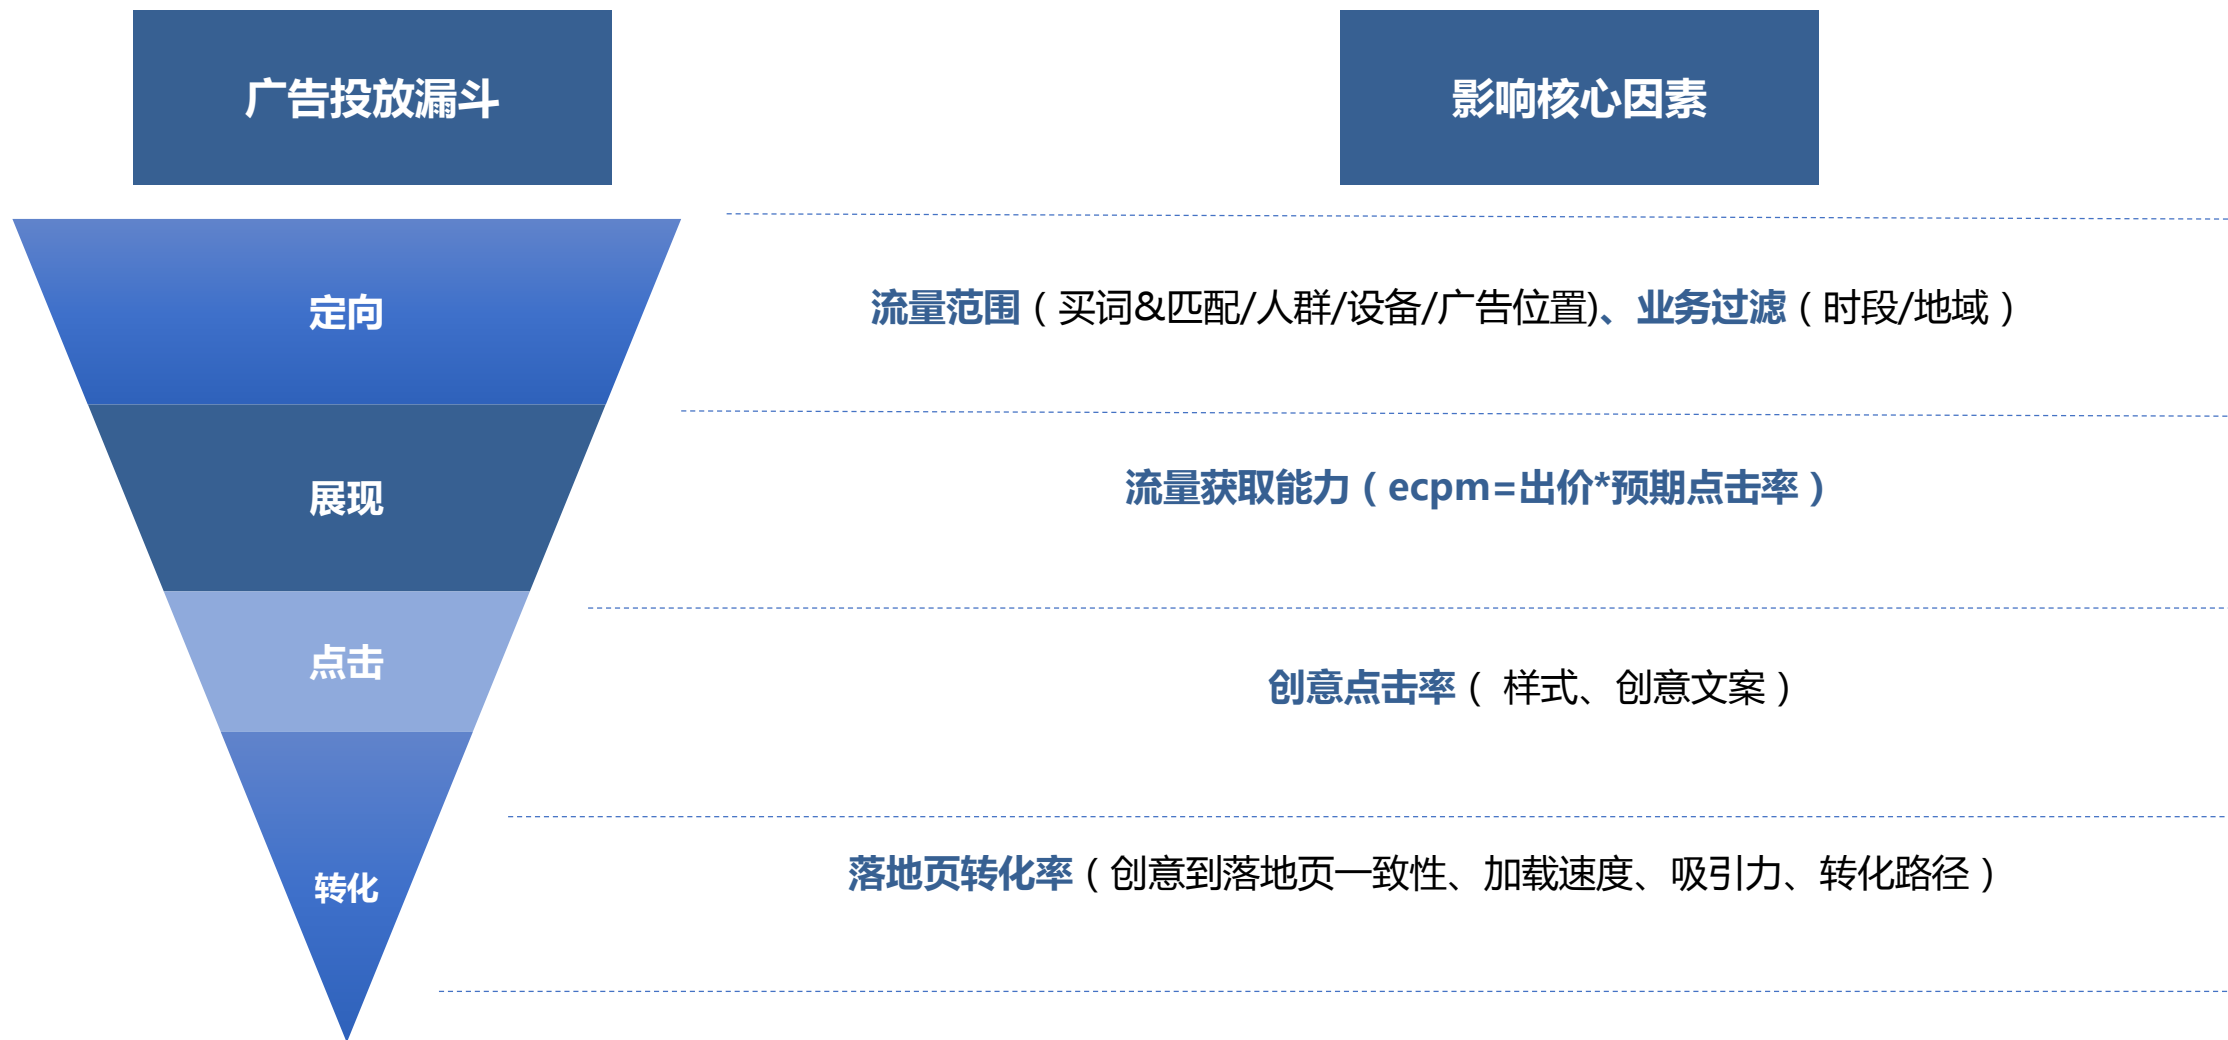 广告投放漏斗
影响核心因素
定向
流量范围（买词&匹配/人群/设备/广告位置)、业务过滤（时段/地域）
展现
流量获取能力（ecpm=出价*预期点击率）
点击
创意点击率（ 样式、创意文案）
转化
落地页转化率（创意到落地页一致性、加载速度、吸引力、转化路径）